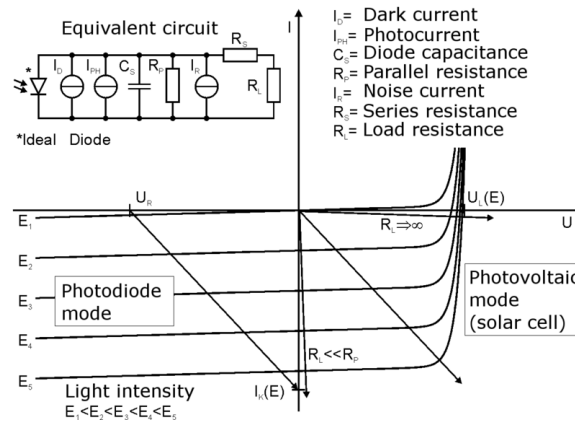 Equivalent circuit
* I_D I_PH C_S R_P I_R R_S R_L
*Ideal Diode
I
I_D= Dark current
I_PH= Photocurrent
C_S= Diode capacitance
R_P= Parallel resistance
I_R= Noise current
R_S= Series resistance
R_L= Load resistance
U_R
U_L(E)
U
E_1
R_L⇒∞
E_2
Photodiode
mode
E_3
Photovoltaic
mode
(solar cell)
E_4
R_L<<R_P
E_5
Light intensity
E_1<E_2<E_3<E_4<E_5
I_K(E)